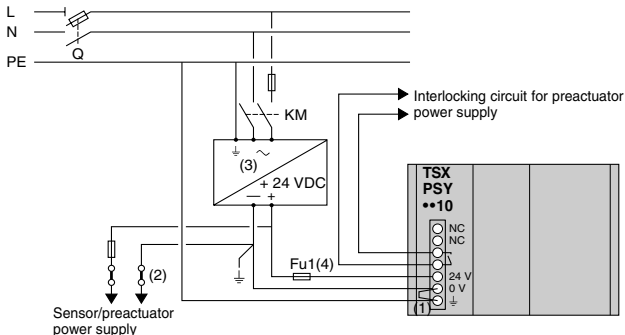 L
N
PE
Q
KM
Interlocking circuit for preactuator
power supply
(3)
+ 24 VDC
— +
TSX
PSY
••10
NC
NC
24 V
0 V
(1)
Fu1(4)
(2)
Sensor/preactuator
power supply